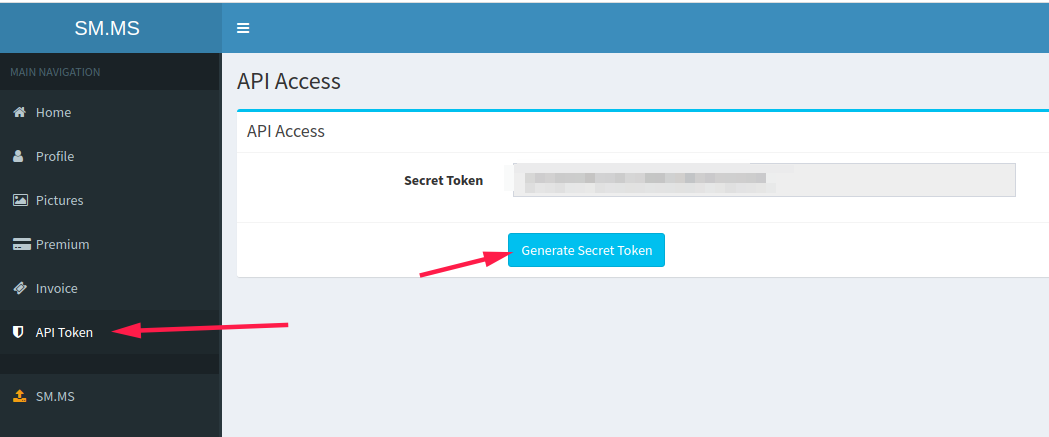 SM.MS
MAIN NAVIGATION
Home
Profile
Pictures
Premium
Invoice
API Token
SM.MS
API Access
API Access
Secret Token
Generate Secret Token